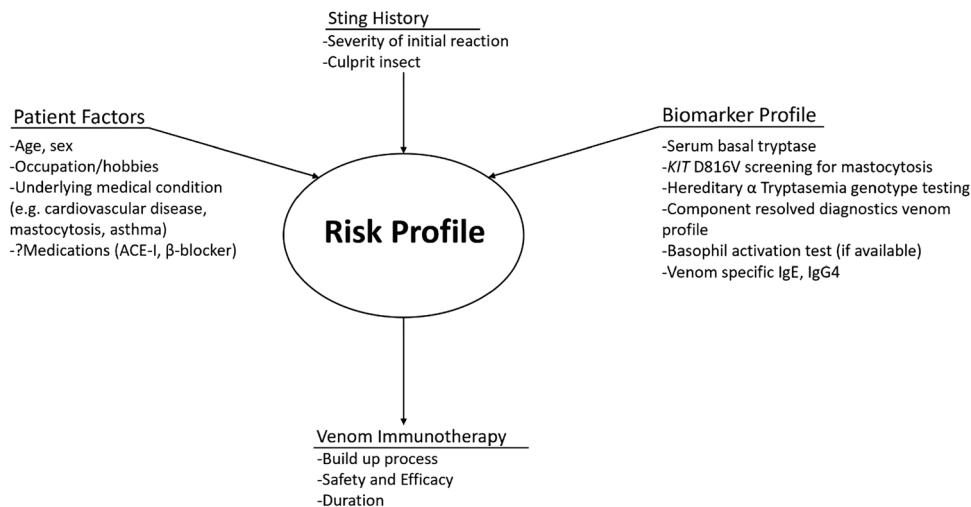 Sting History
-Severity of initial reaction
-Culprit insect
Patient Factors
-Age, sex
-Occupation/hobbies
-Underlying medical condition
(e.g. cardiovascular disease,
mastocytosis, asthma)
-?Medications (ACE-I, β-blocker)
Biomarker Profile
-Serum basal tryptase
-KIT D816V screening for mastocytosis
-Hereditary α Tryptasemia genotype testing
-Component resolved diagnostics venom
profile
-Basophil activation test (if available)
-Venom specific IgE, IgG4
Risk Profile
Venom Immunotherapy
-Build up process
-Safety and Efficacy
-Duration